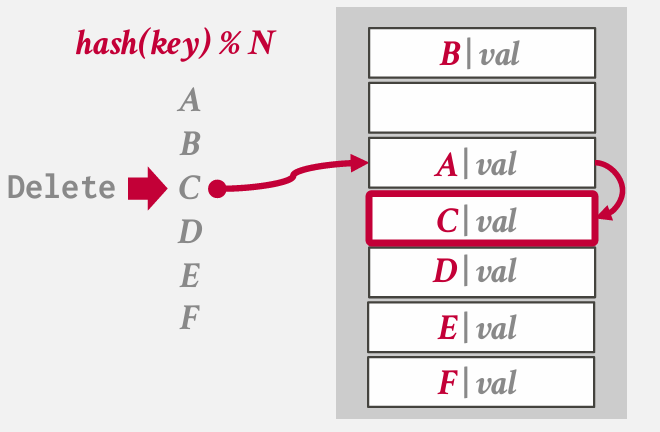 hash(key) % N
A
B
C
D
E
F
Delete
B|val
A|val
C|val
D|val
E|val
F|val